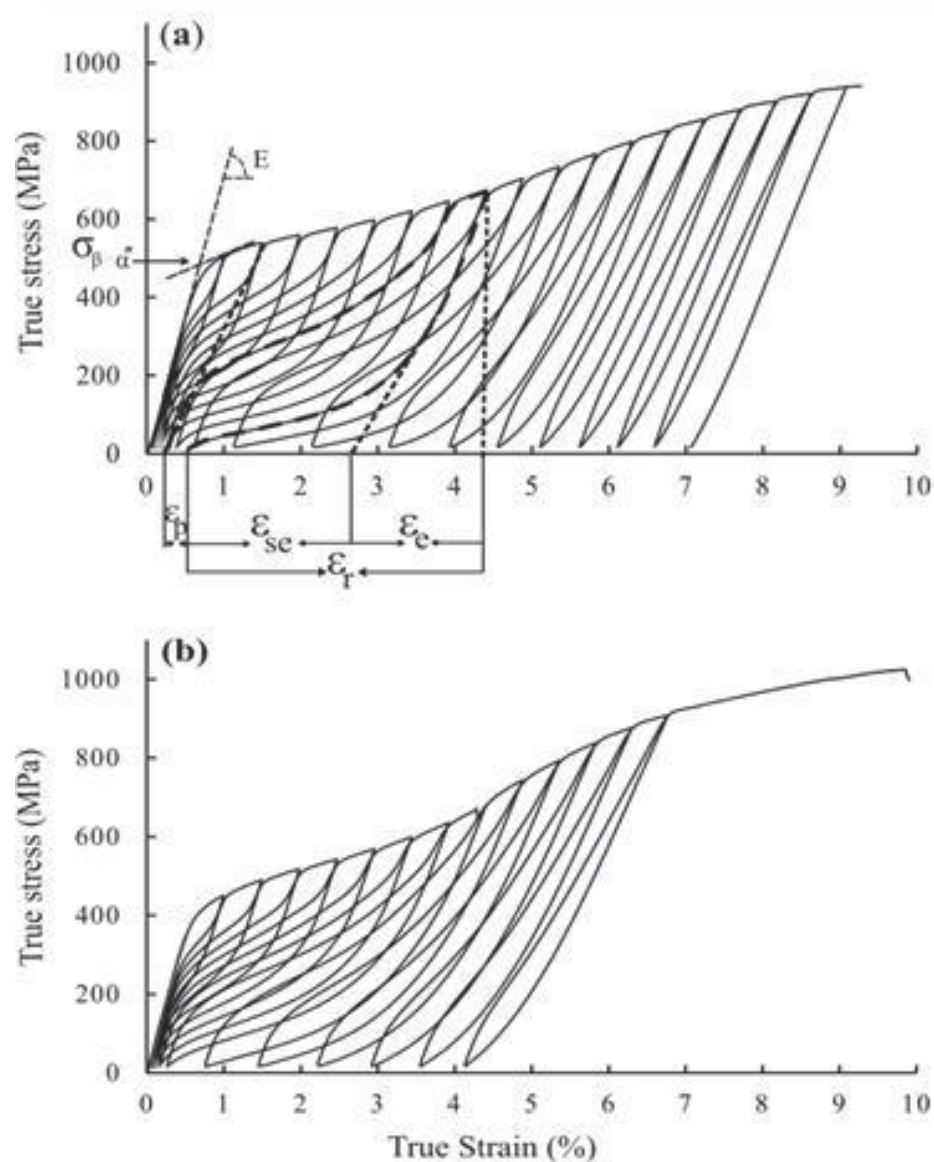 (a)
1000
800
600
400
200
0
True stress (MPa)
E
σβ α"
0 1 2 3 4 5 6 7 8 9 10
εp εse εe
εr
(b)
1000
800
600
400
200
0
True stress (MPa)
0 1 2 3 4 5 6 7 8 9 10
True Strain (%)